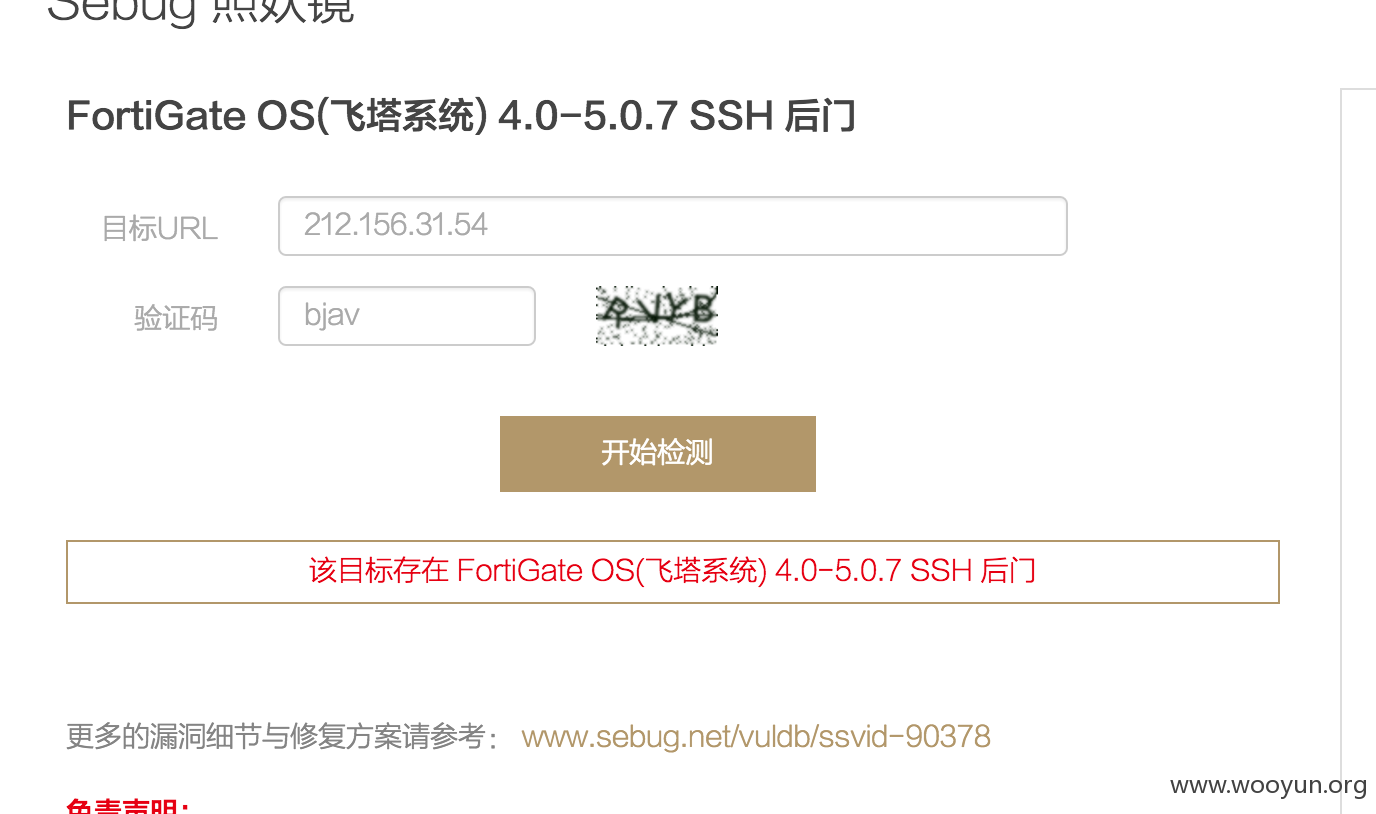 Sebug 照妖镜
FortiGate OS(飞塔系统) 4.0-5.0.7 SSH 后门
目标URL 212.156.31.54
验证码 bjav RVYB
开始检测
该目标存在 FortiGate OS(飞塔系统) 4.0-5.0.7 SSH 后门
更多的漏洞细节与修复方案请参考： www.sebug.net/vuldb/ssvid-90378
www.wooyun.org
免责声明：